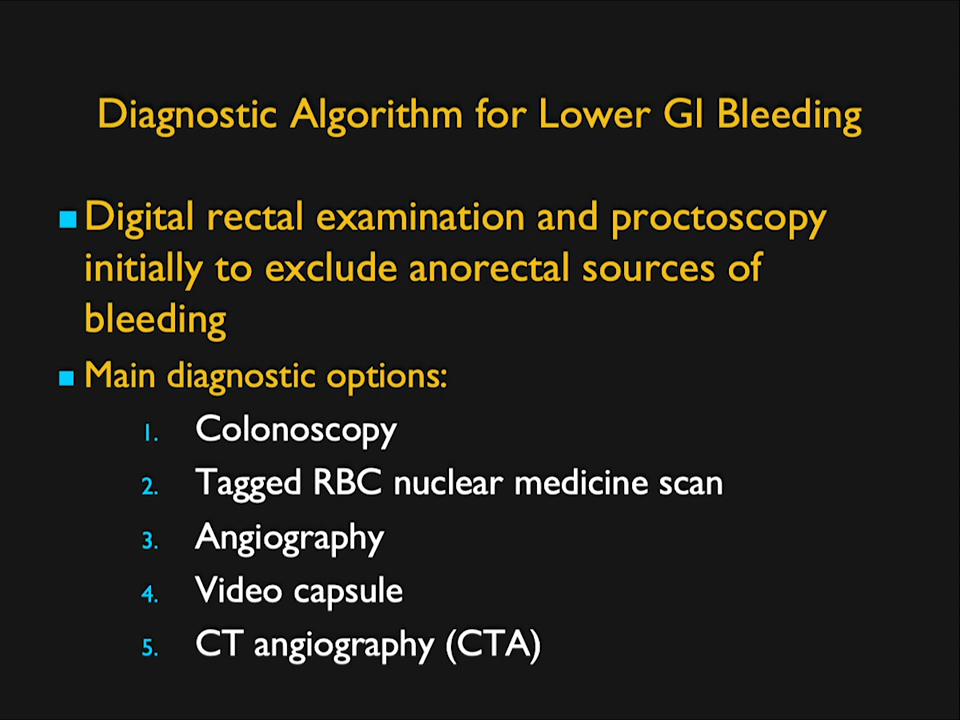 Diagnostic Algorithm for Lower GI Bleeding
Digital rectal examination and proctoscopy
initially to exclude anorectal sources of
bleeding
Main diagnostic options:
1. Colonoscopy
2. Tagged RBC nuclear medicine scan
3. Angiography
4. Video capsule
5. CT angiography (CTA)